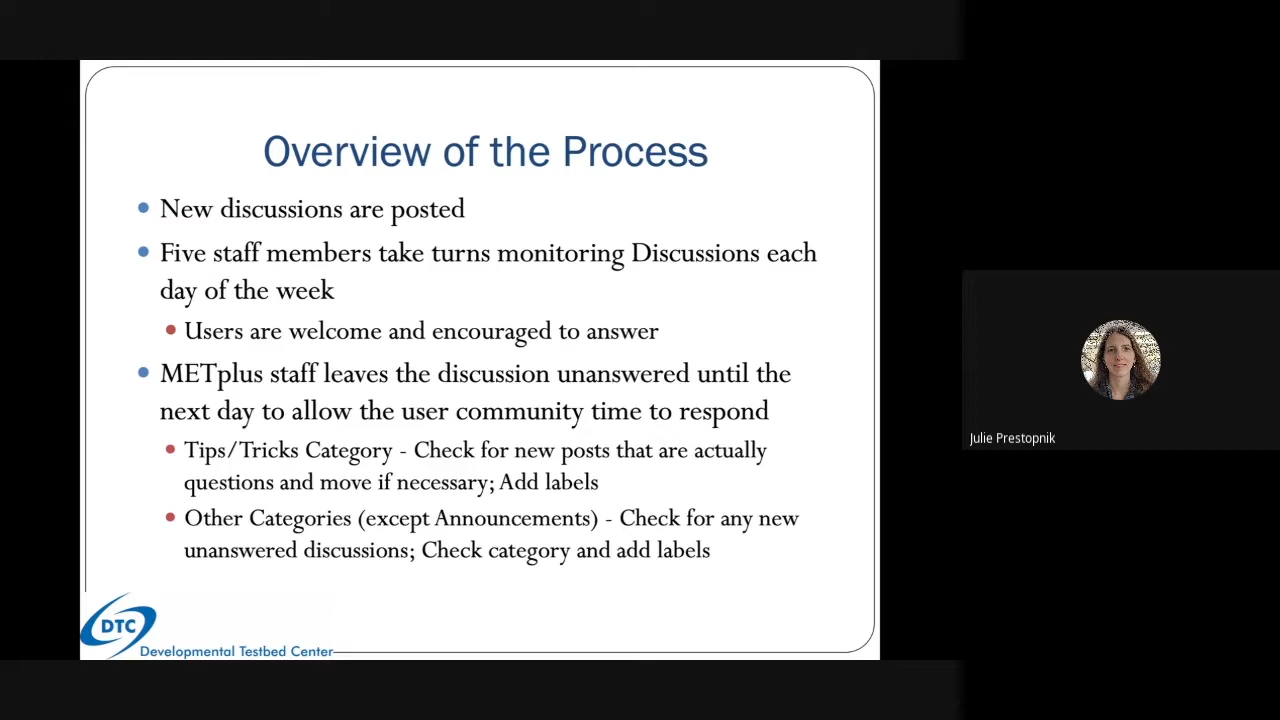 Overview of the Process
New discussions are posted
Five staff members take turns monitoring Discussions each
day of the week
Users are welcome and encouraged to answer
METplus staff leaves the discussion unanswered until the
next day to allow the user community time to respond
Tips/Tricks Category - Check for new posts that are actually
questions and move if necessary; Add labels
Other Categories (except Announcements) - Check for any new
unanswered discussions; Check category and add labels
DTC
Developmental Testbed Center
Julie Prestopnik